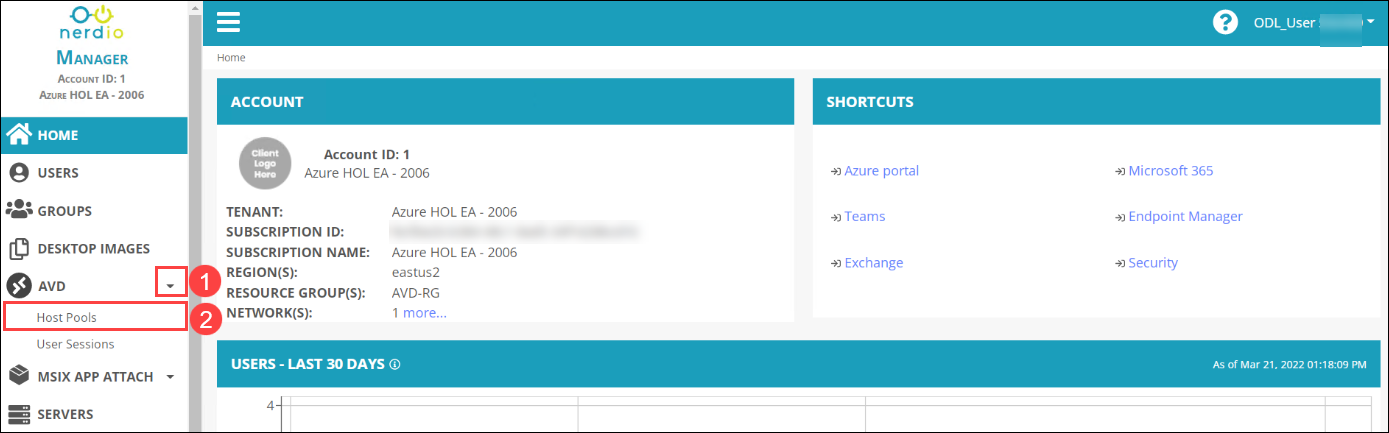 nerdio
MANAGER
ACCOUNT ID: 1
AZURE HOL EA - 2006
HOME
USERS
GROUPS
DESKTOP IMAGES
AVD
1
Host Pools
2
User Sessions
MSIX APP ATTACH
SERVERS
? ODL_User
Home
ACCOUNT
Client
Logo
Hero
Account ID: 1
Azure HOL EA - 2006
TENANT: Azure HOL EA - 2006
SUBSCRIPTION ID:
SUBSCRIPTION NAME: Azure HOL EA - 2006
REGION(S): eastus2
RESOURCE GROUP(S): AVD-RG
NETWORK(S): 1 more...
SHORTCUTS
Azure portal Microsoft 365
Teams Endpoint Manager
Exchange Security
USERS - LAST 30 DAYS As of Mar 21, 2022 01:18:09 PM
4